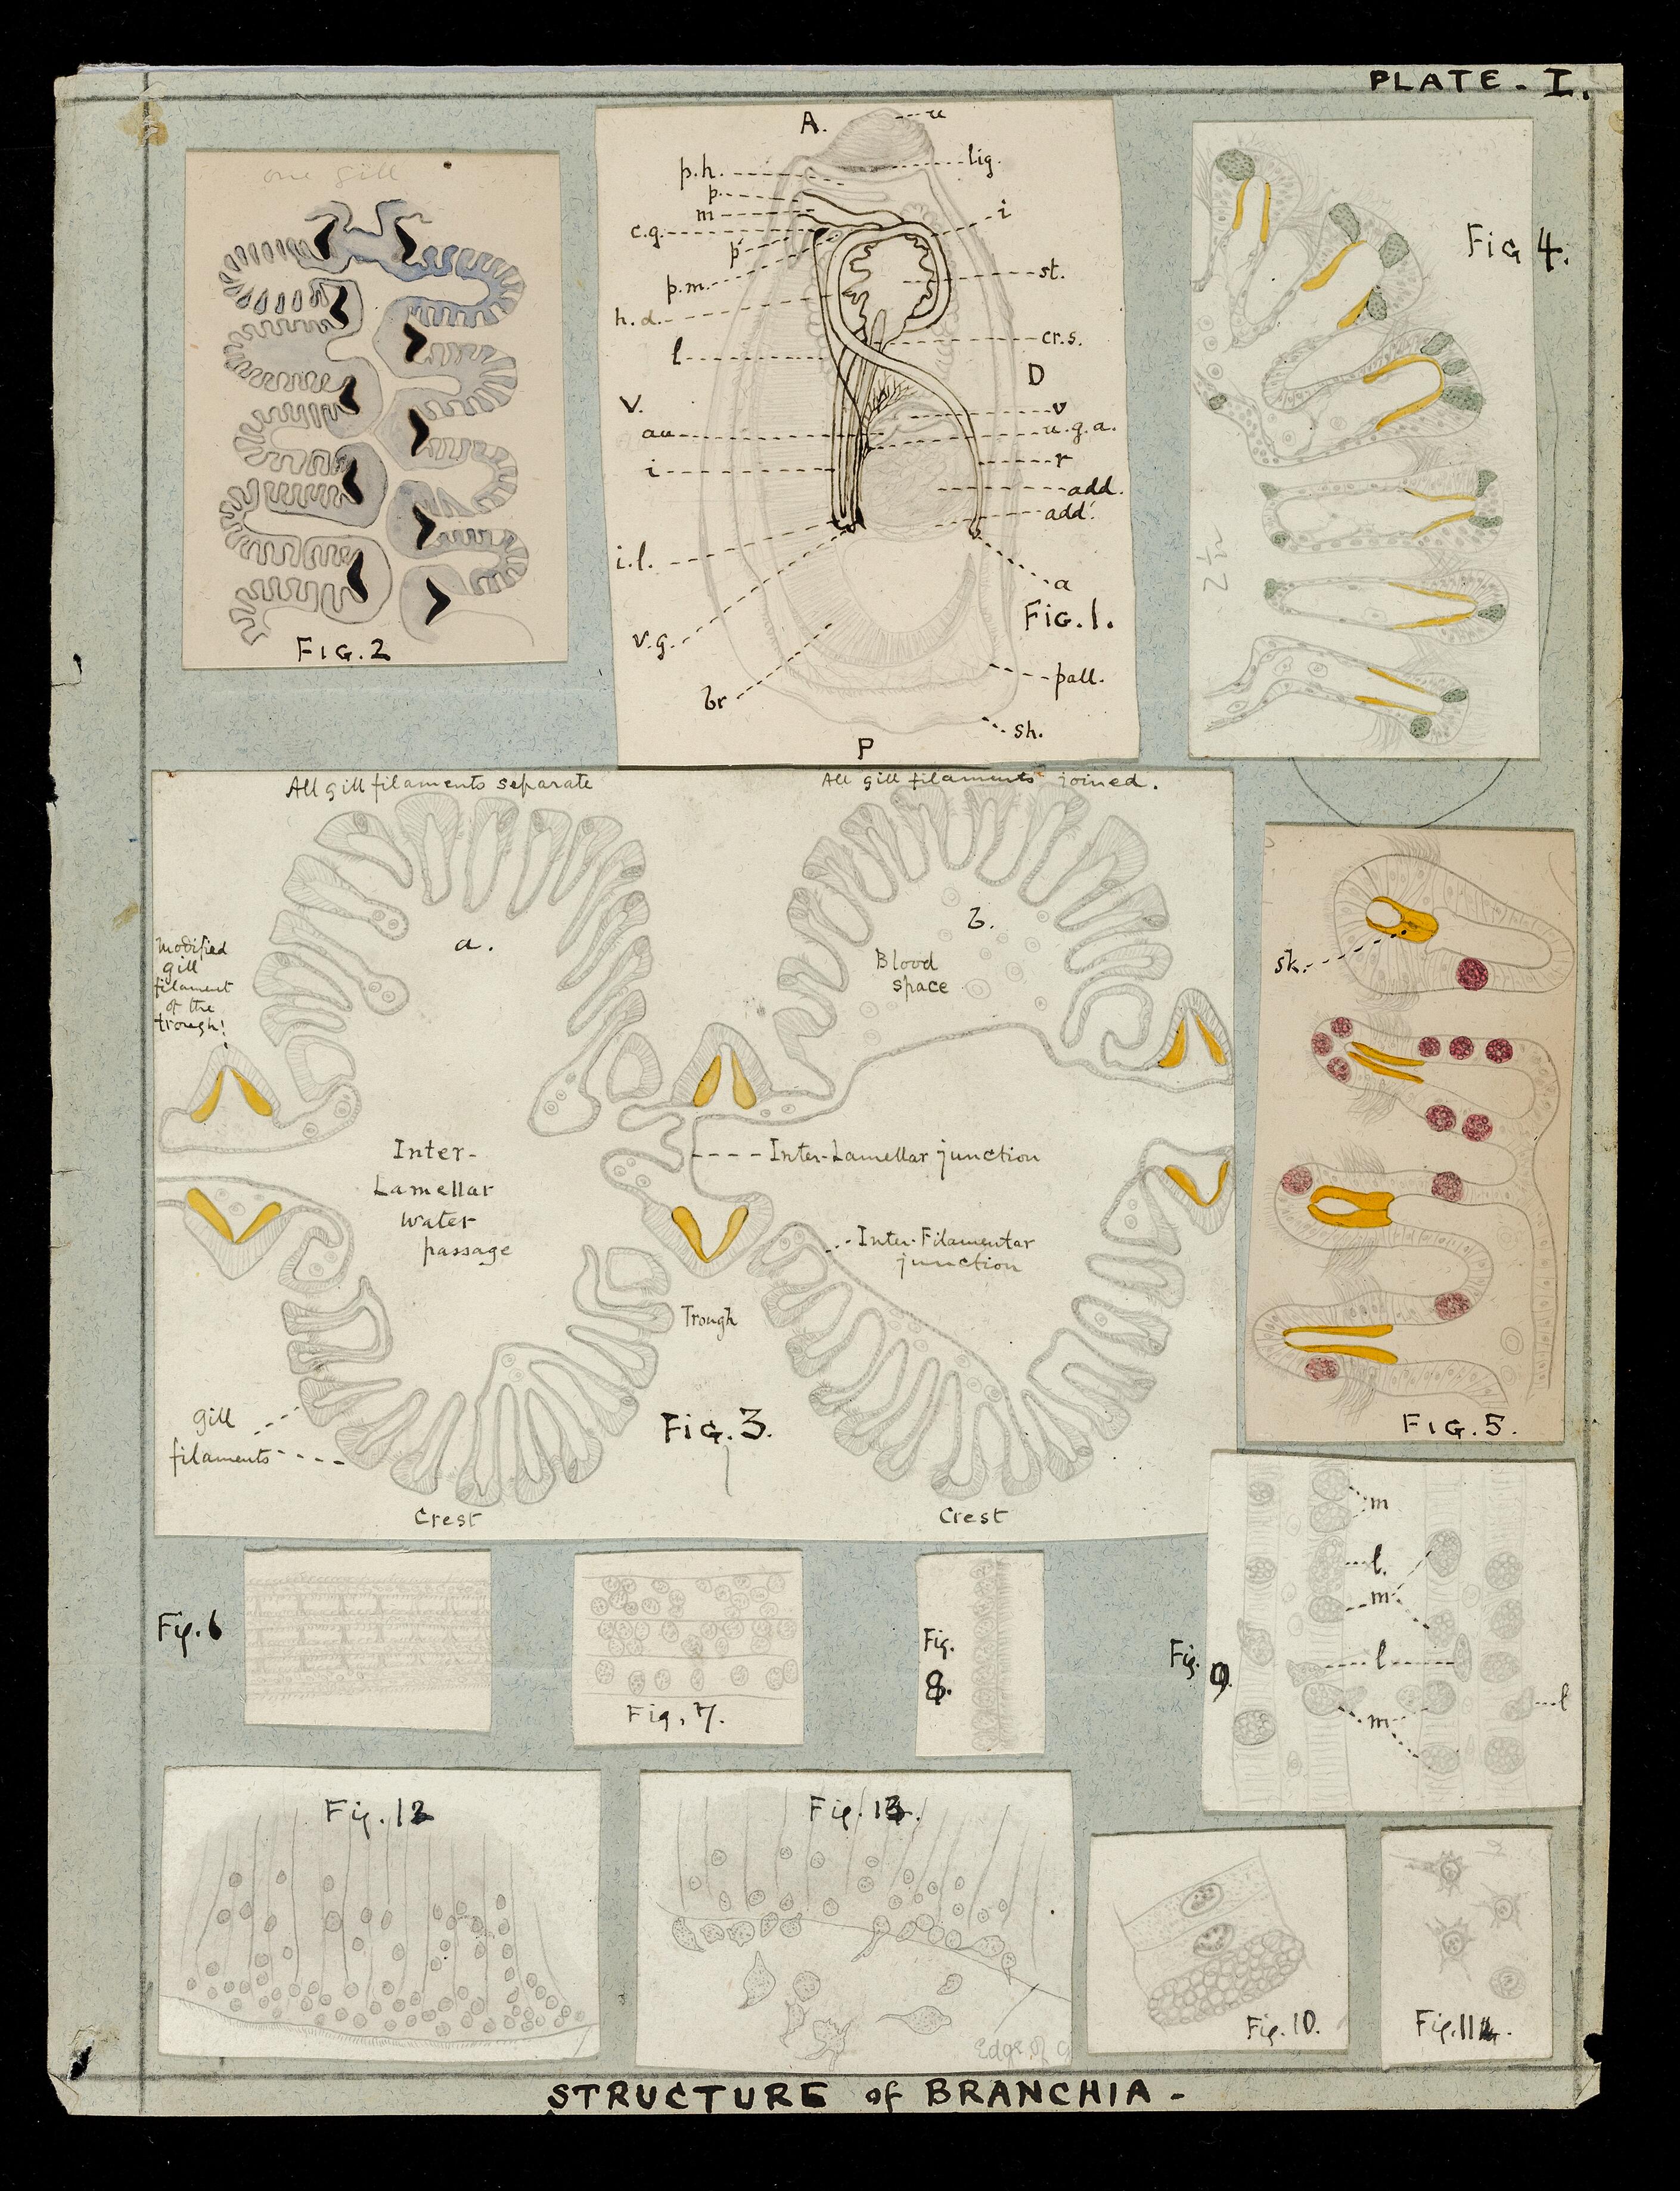 PLATE - I.
one gill
FIG. 2
A.
u
p.h.
lig.
p.
m
i
c.g.
p
p.m.
st.
h.d.
l
cr.s.
D
V.
v
au
u.g.a.
i
r
add.
add'.
i.l.
a
FIG. 1.
v.g.
br
pall.
sh.
P
FIG 4.
2 1/2
All gill filaments separate
All gill filaments joined.
a.
b.
Blood
space
modified
gill
filament
of the
trough!
Inter-
Lamellar
water
passage
Inter-Lamellar junction
Inter-Filamentar
junction
Trough
gill
filaments
FIG. 3.
Crest
Crest
sk.
FIG. 5.
Fig. 6
Fig. 7.
Fig.
8.
Fig. 9.
m
l.
m
l
l
m
Fig. 12
Fig. 13.
Edge of
Fig. 10.
Fig. 11
STRUCTURE of BRANCHIA -